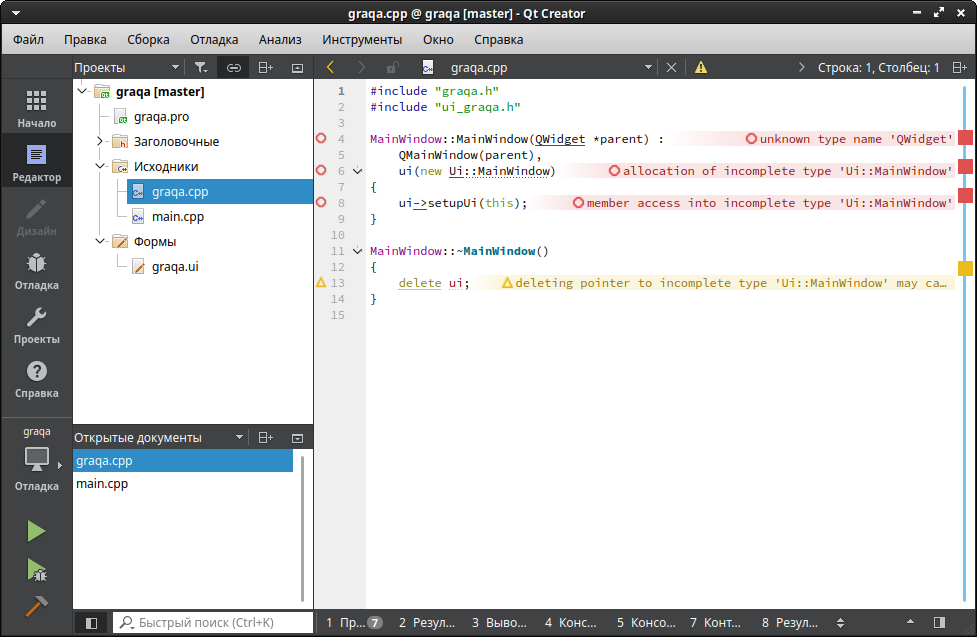 graqa.cpp @ graqa [master] - Qt Creator
Файл Правка Сборка Отладка Анализ Инструменты Окно Справка
Проекты
graqa.cpp
Строка: 1, Столбец: 1
Начало
Редактор
Дизайн
Отладка
Проекты
Справка
graqa
Отладка
graqa [master]
graqa.pro
Заголовочные
Исходники
graqa.cpp
main.cpp
Формы
graqa.ui
Открытые документы
graqa.cpp
main.cpp
1 #include "graqa.h"
2 #include "ui_graqa.h"
3
4 MainWindow::MainWindow(QWidget *parent) : unknown type name 'QWidget'
5 QMainWindow(parent),
6 ui(new Ui::MainWindow) allocation of incomplete type 'Ui::MainWindow'
7 {
8 ui->setupUi(this); member access into incomplete type 'Ui::MainWindow'
9 }
10
11 MainWindow::~MainWindow()
12 {
13 delete ui; deleting pointer to incomplete type 'Ui::MainWindow' may ca…
14 }
15
Быстрый поиск (Ctrl+K)
1 Пр… 7 2 Резул… 3 Выво… 4 Конс… 5 Консо… 7 Конт… 8 Резул…